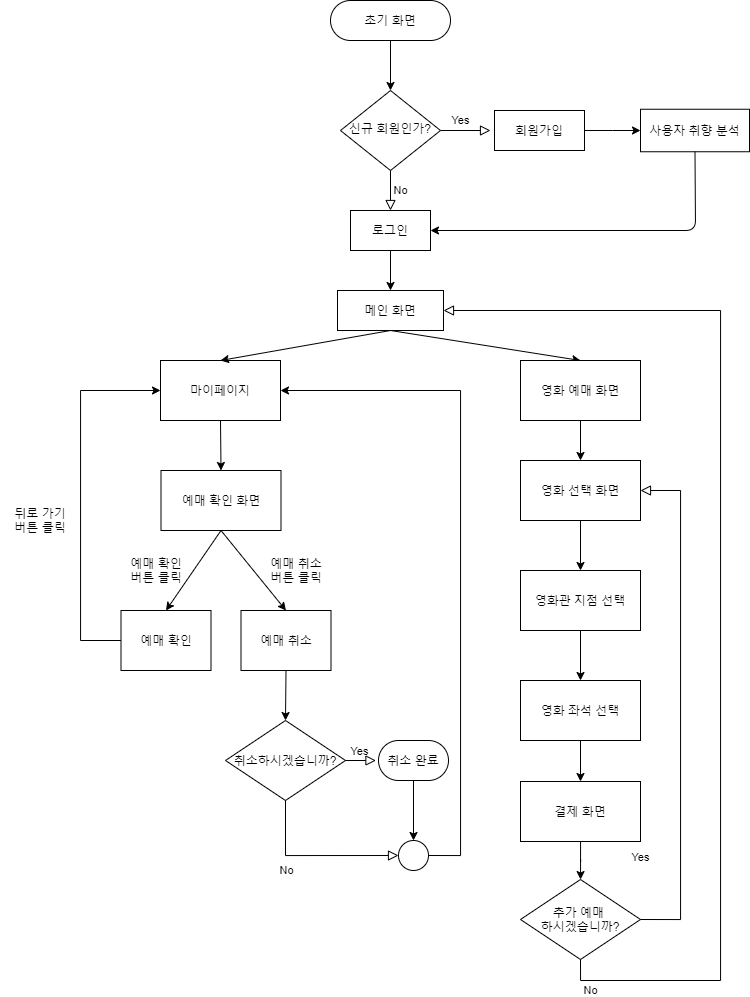 초기 화면
신규 회원인가?
Yes
회원가입
사용자 취향 분석
No
로그인
메인 화면
마이페이지
영화 예매 화면
예매 확인 화면
영화 선택 화면
뒤로 가기
버튼 클릭
예매 확인
버튼 클릭
예매 취소
버튼 클릭
영화관 지점 선택
예매 확인
예매 취소
영화 좌석 선택
취소하시겠습니까?
Yes
취소 완료
결제 화면
Yes
No
추가 예매
하시겠습니까?
No